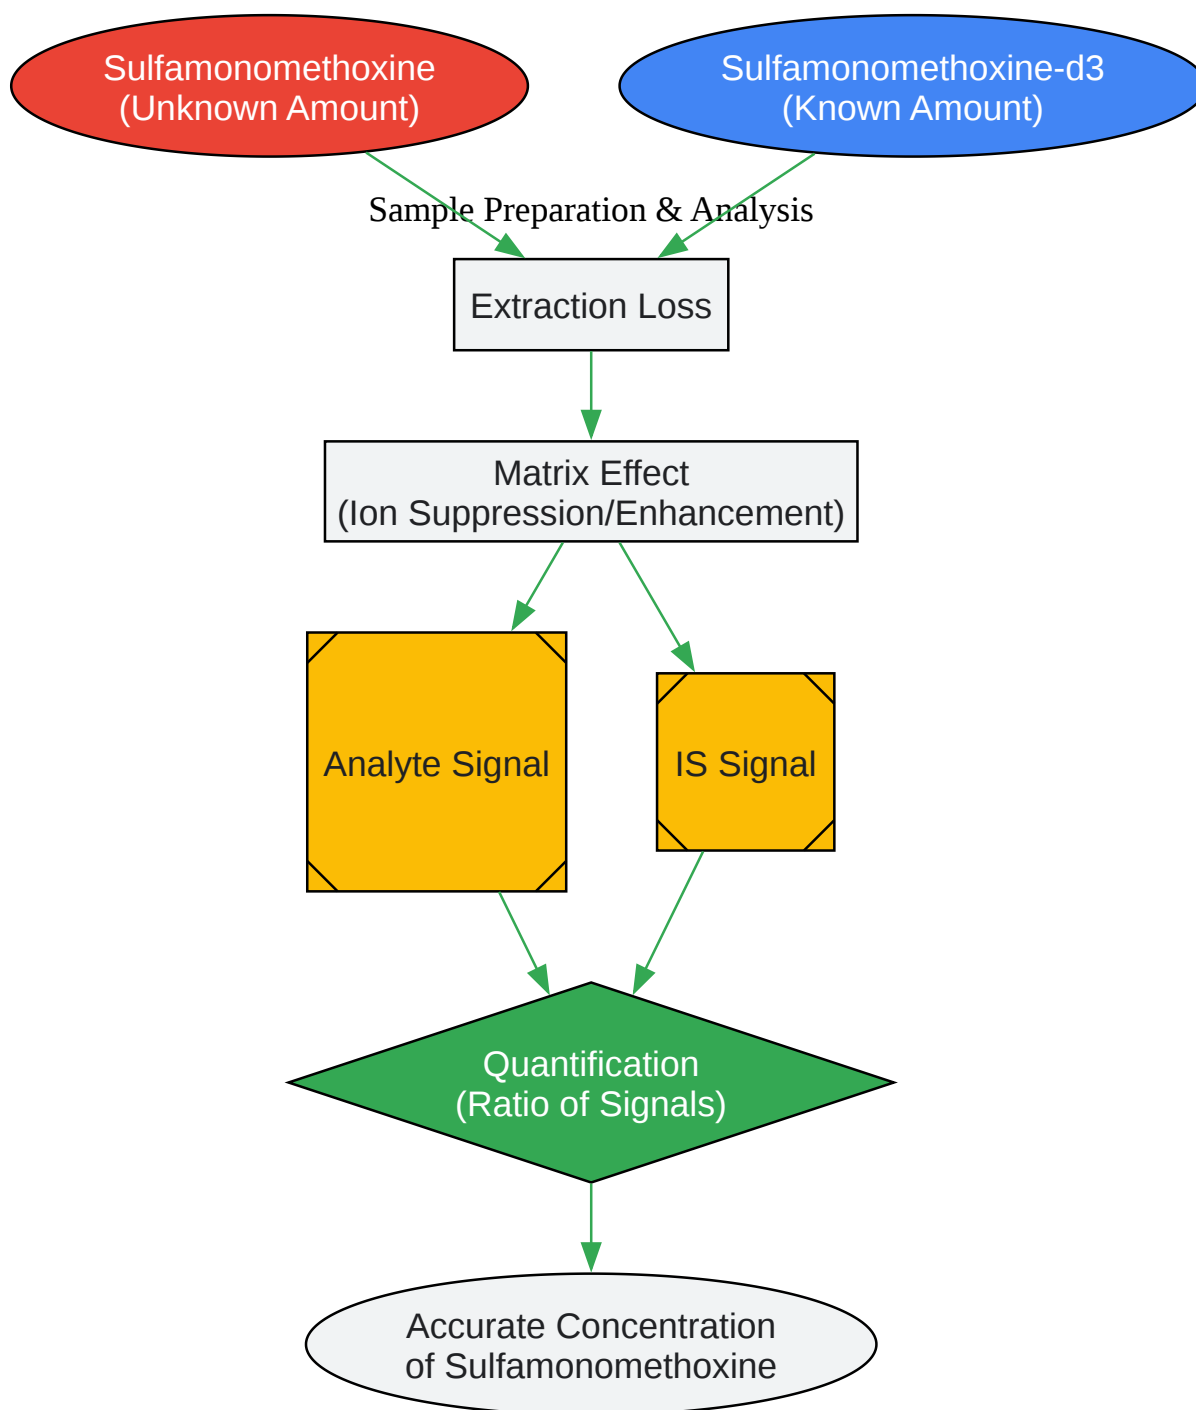 Sulfamonomethoxine
(Unknown Amount)
Sulfamonomethoxine-d3
(Known Amount)
Sample Preparation & Analysis
Extraction Loss
Matrix Effect
(Ion Suppression/Enhancement)
Analyte Signal
IS Signal
Quantification
(Ratio of Signals)
Accurate Concentration
of Sulfamonomethoxine